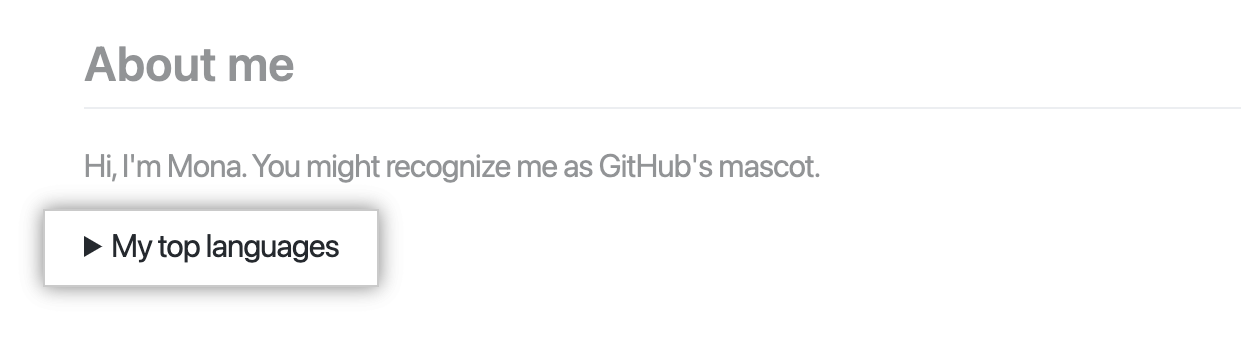 About me
Hi, I'm Mona. You might recognize me as GitHub's mascot.
▶ My top languages